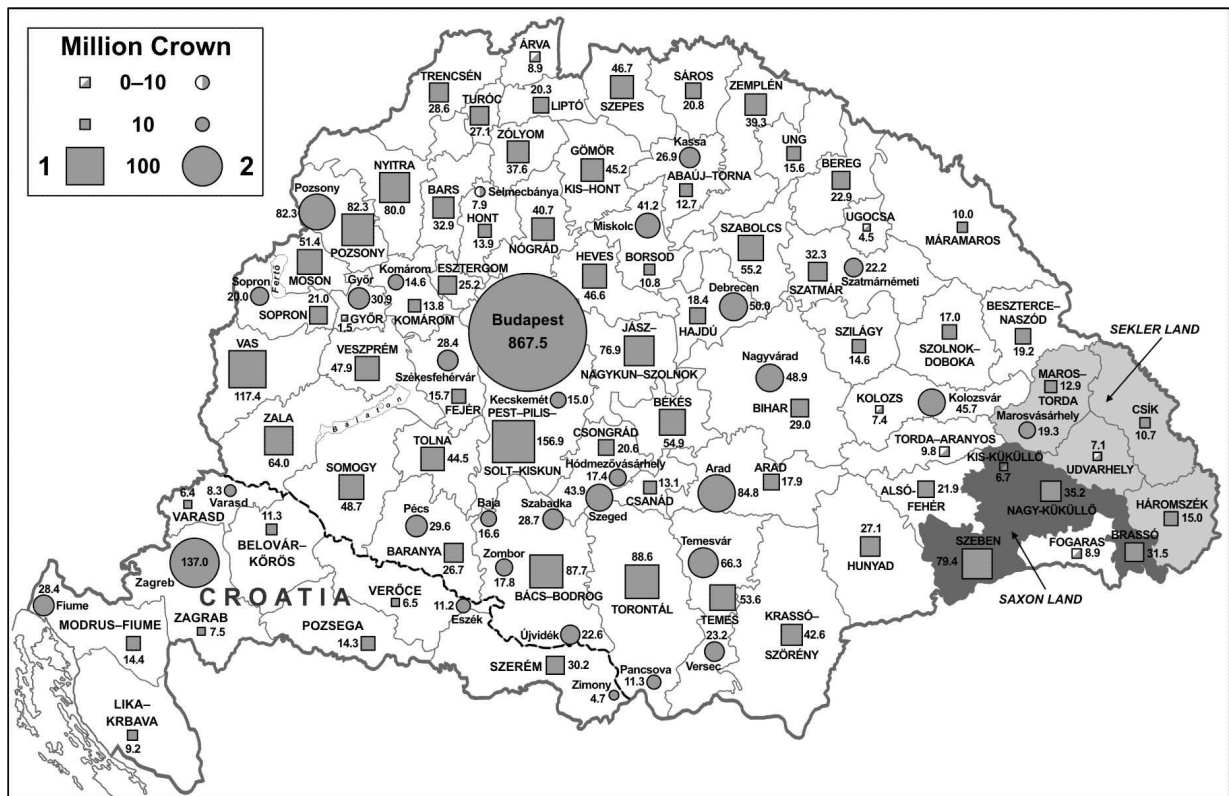 Million Crown
0–10
10
1 100 2
ÁRVA
8.9
TRENCSÉN
28.6
TURÓC
27.1
20.3
LIPTÓ
46.7
SZEPES
SÁROS
20.8
ZEMPLÉN
39.3
ZÓLYOM
37.6
GÖMÖR
45.2
KIS–HONT
Kassa
26.9
ABAÚJ–TORNA
12.7
UNG
15.6
BEREG
22.9
UGOCSA
4.5
10.0
MÁRAMAROS
NYITRA
80.0
BARS
32.9
Selmecbánya
7.9
HONT
13.9
40.7
NÓGRÁD
41.2
Miskolc
SZABOLCS
55.2
Pozsony
82.3
82.3
POZSONY
51.4
MOSON
Fertő
Sopron
20.0
21.0
SOPRON
Győr
30.9
GYŐR
1.5
Komárom
14.6
13.8
KOMÁROM
ESZTERGOM
25.2
HEVES
46.6
BORSOD
10.8
32.3
SZATMÁR
22.2
Szatmárnémeti
Debrecen
50.0
18.4
HAJDÚ
Budapest
867.5
JÁSZ–
76.9
NAGYKUN–SZOLNOK
SZILÁGY
14.6
17.0
SZOLNOK–
DOBOKA
BESZTERCE–
NASZÓD
19.2
SEKLER LAND
VAS
117.4
VESZPRÉM
47.9
28.4
Székesfehérvár
15.7
FEJÉR
Balaton
Nagyvárad
48.9
BIHAR
29.0
KOLOZS
7.4
Kolozsvár
45.7
MAROS–
12.9
TORDA
Marosvásárhely
19.3
CSÍK
10.7
Kecskemét
15.0
PEST–PILIS–
156.9
SOLT–KISKUN
BÉKÉS
54.9
CSONGRÁD
20.6
TORDA–ARANYOS
9.8
KIS-KÜKÜLLŐ
6.7
7.1
UDVARHELY
ZALA
64.0
TOLNA
44.5
SOMOGY
48.7
Hódmezővásárhely
17.4
13.1
CSANÁD
43.9
Szeged
Arad
84.8
ARAD
17.9
ALSÓ–
FEHÉR
21.9
35.2
NAGY-KÜKÜLLŐ
HÁROMSZÉK
15.0
6.4
VARASD
8.3
Varasd
11.3
BELOVÁR–
KŐRÖS
Pécs
29.6
BARANYA
26.7
Baja
16.6
Szabadka
28.7
Zombor
17.8
87.7
BÁCS–BODROG
88.6
TORONTÁL
Temesvár
66.3
53.6
TEMES
23.2
Versec
27.1
HUNYAD
SZEBEN
79.4
FOGARAS
8.9
BRASSÓ
31.5
SAXON LAND
137.0
Zagreb
CROATIA
28.4
Fiume
MODRUS–FIUME
14.4
ZAGRAB
7.5
VERŐCE
6.5
POZSEGA
14.3
11.2
Eszék
Újvidék
22.6
SZERÉM
30.2
Zimony
4.7
Pancsova
11.3
KRASSÓ–
42.6
SZÖRÉNY
LIKA–
KRBAVA
9.2